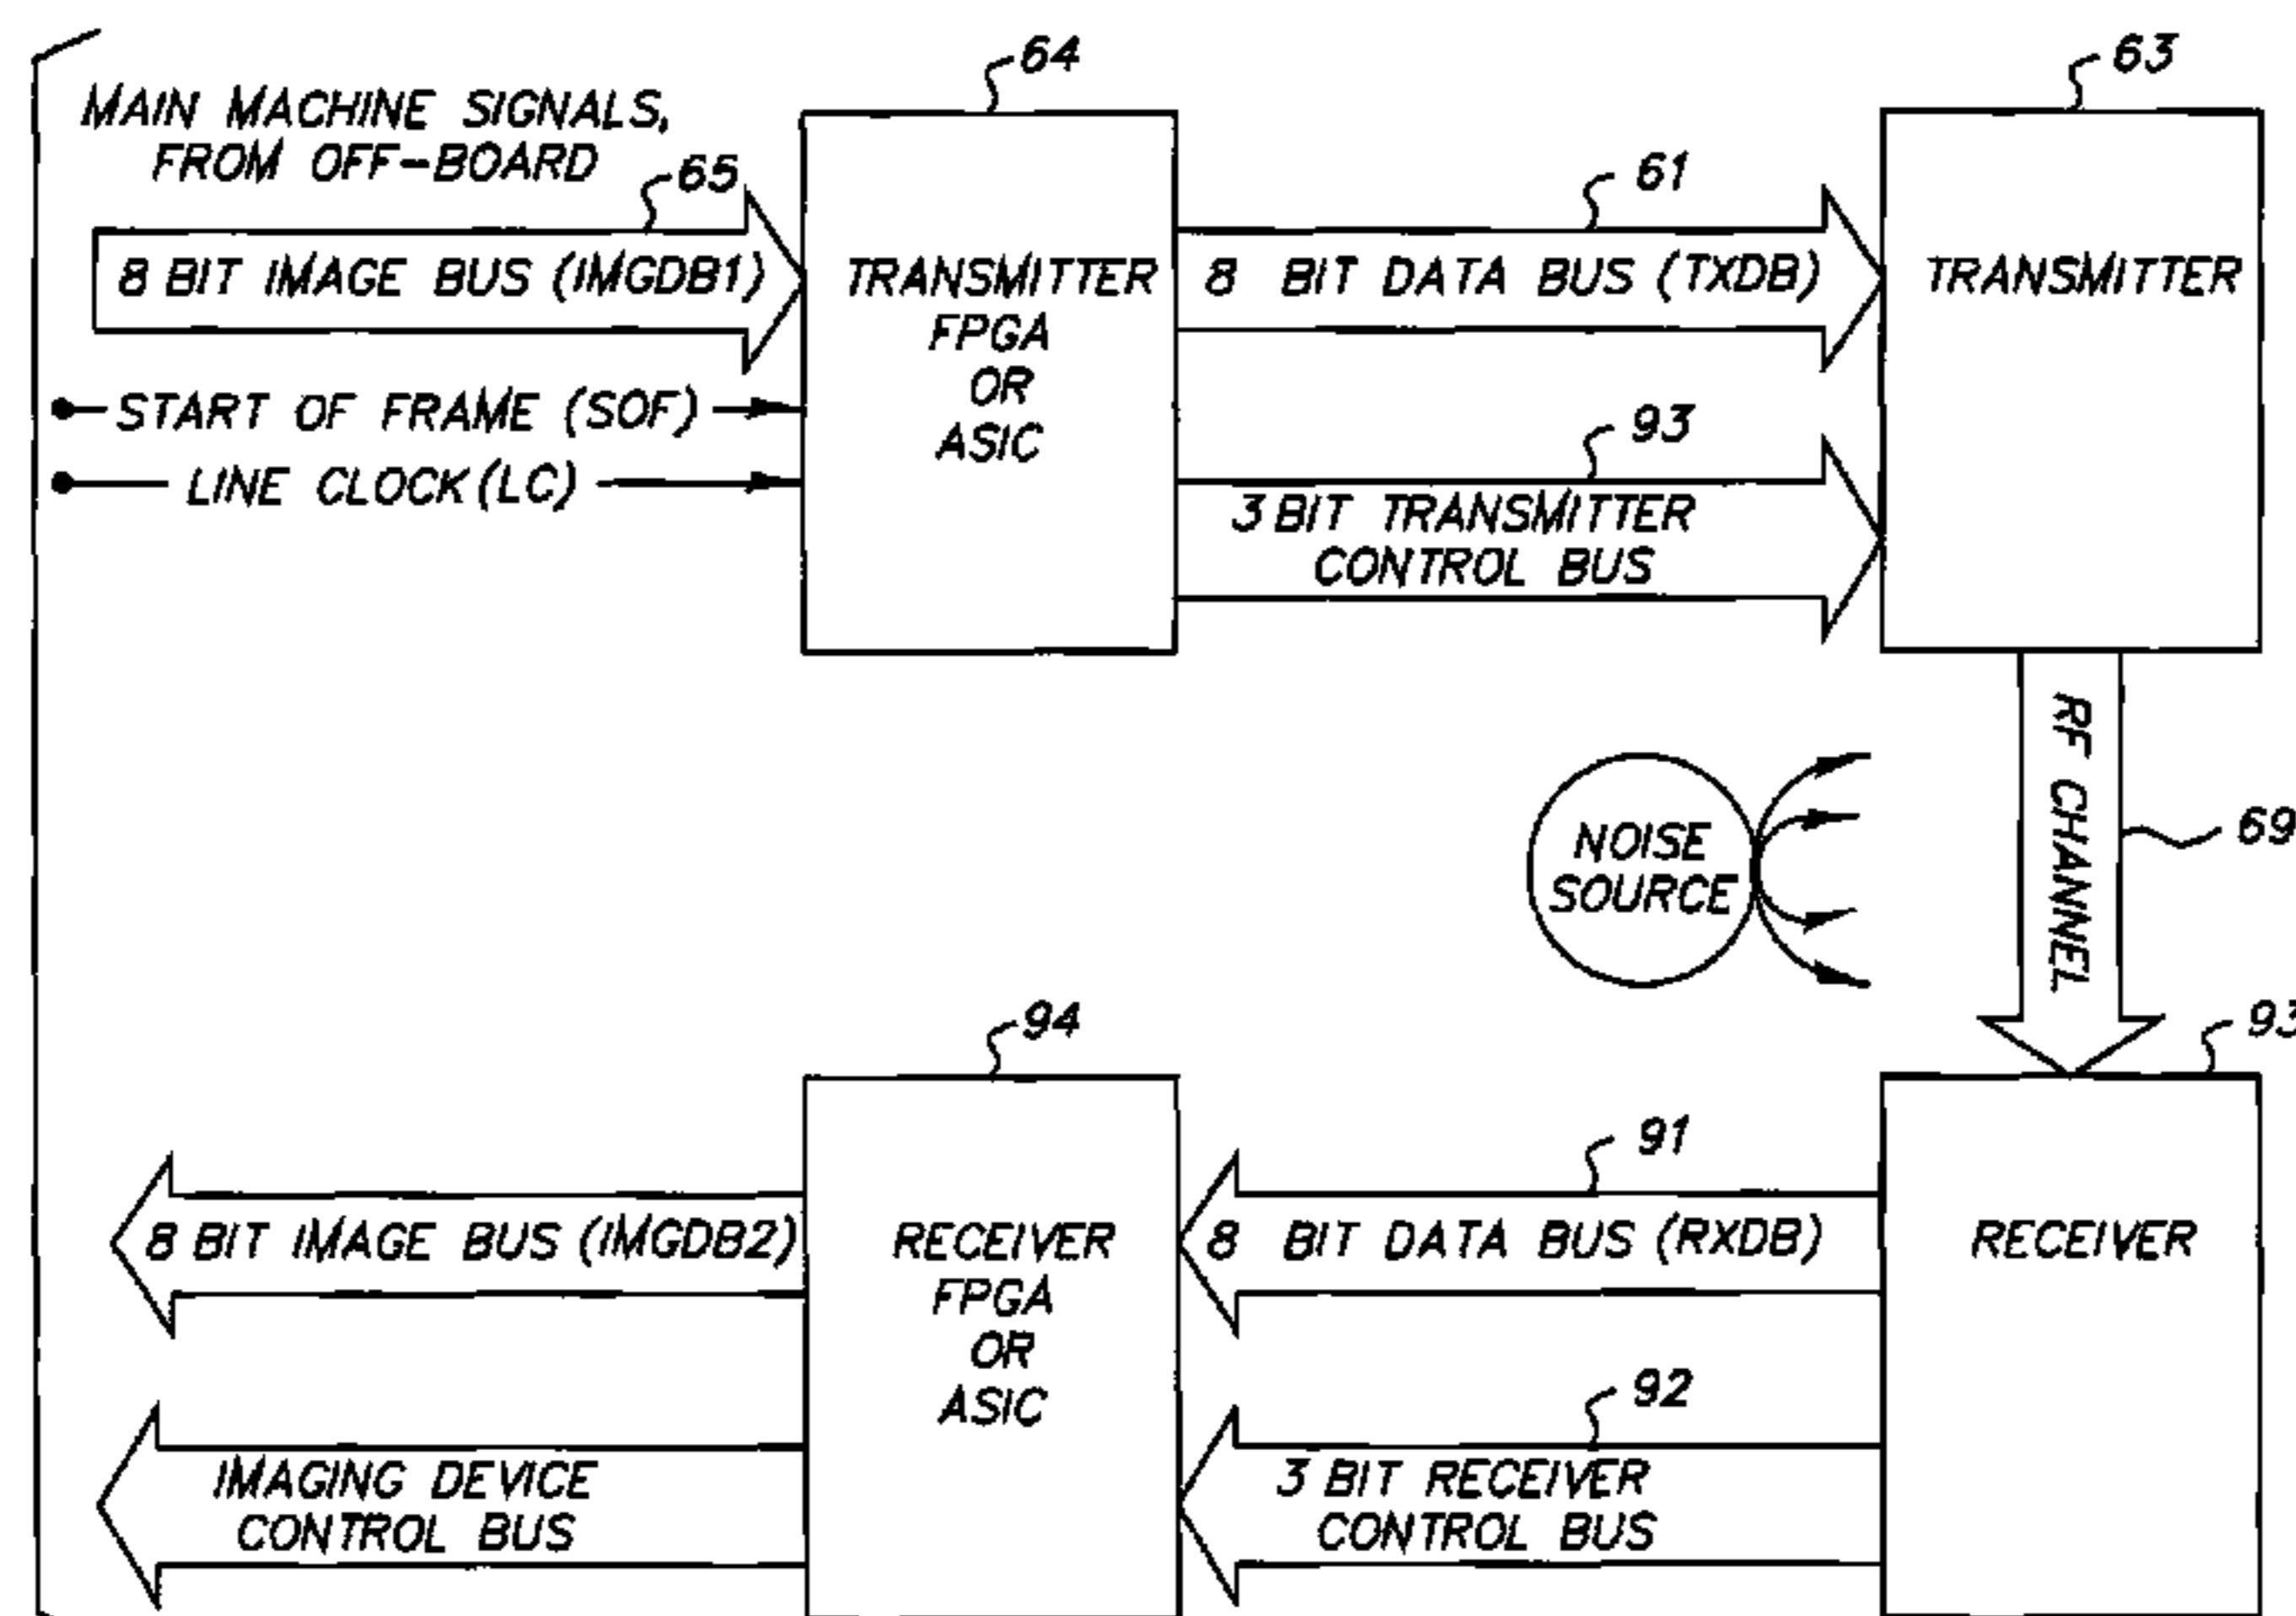 64
63
MAIN MACHINE SIGNALS,
FROM OFF-BOARD
65
61
8 BIT IMAGE BUS (IMGDB1)
TRANSMITTER
FPGA
OR
ASIC
8 BIT DATA BUS (TXDB)
TRANSMITTER
START OF FRAME (SOF)
LINE CLOCK (LC)
93
3 BIT TRANSMITTER
CONTROL BUS
RF CHANNEL
69
NOISE
SOURCE
94
93
91
8 BIT IMAGE BUS (IMGDB2)
RECEIVER
FPGA
OR
ASIC
8 BIT DATA BUS (RXDB)
RECEIVER
92
IMAGING DEVICE
CONTROL BUS
3 BIT RECEIVER
CONTROL BUS